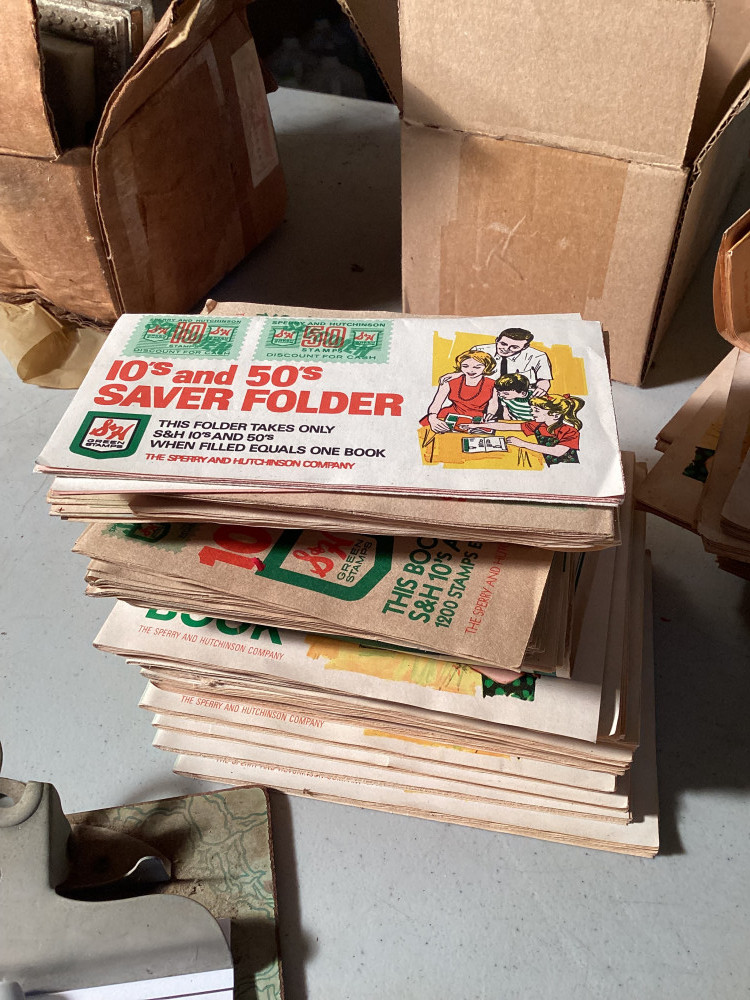 SPERRY AND HUTCHINSON
S&H 10 S&H
STAMPS
DISCOUNT FOR CASH
SPERRY AND HUTCHINSON
S&H 50 S&H
STAMPS
DISCOUNT FOR CASH
10's and 50's
SAVER FOLDER
S&H
GREEN
STAMPS
THIS FOLDER TAKES ONLY
S&H 10's AND 50's
WHEN FILLED EQUALS ONE BOOK
THE SPERRY AND HUTCHINSON COMPANY
10's
S&H
GREEN
STAMPS
THIS BOO
S&H 10'S A
1200 STAMPS
THE SPERRY AND HU
BOOK
THE SPERRY AND HUTCHINSON COMPANY
THE SPERRY AND HUTCHINSON COMPANY